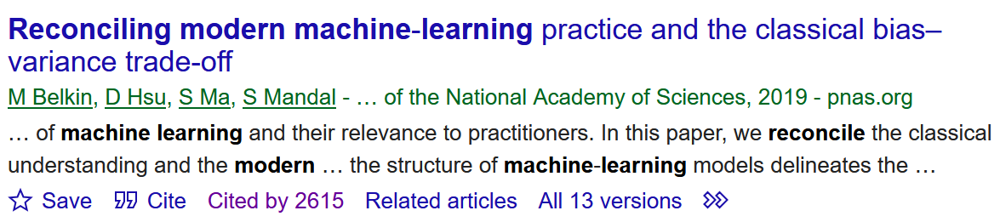 Reconciling modern machine-learning practice and the classical bias–
variance trade-off
M Belkin, D Hsu, S Ma, S Mandal - … of the National Academy of Sciences, 2019 - pnas.org
… of machine learning and their relevance to practitioners. In this paper, we reconcile the classical
understanding and the modern … the structure of machine-learning models delineates the …
Save Cite Cited by 2615 Related articles All 13 versions